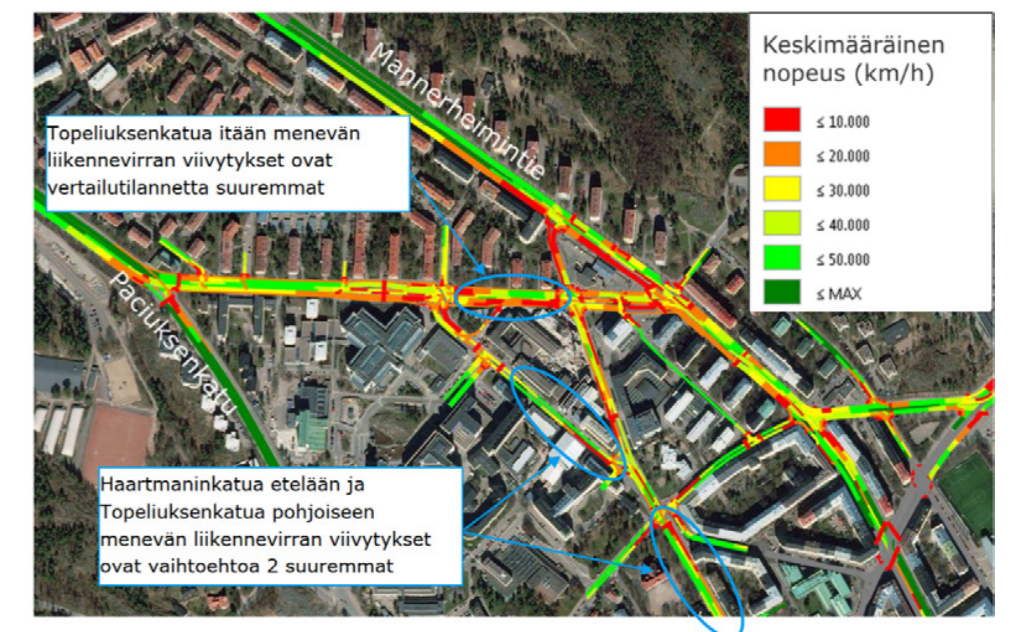 Mannerheimintie
Topeliuksenkatua itään menevän
liikennevirran viivytykset ovat
vertailutilannetta suuremmat
Paciuksenkatu
Haartmaninkatua etelään ja
Topeliuksenkatua pohjoiseen
menevän liikennevirran viivytykset
ovat vaihtoehtoa 2 suuremmat
Keskimääräinen
nopeus (km/h)
≤ 10.000
≤ 20.000
≤ 30.000
≤ 40.000
≤ 50.000
≤ MAX